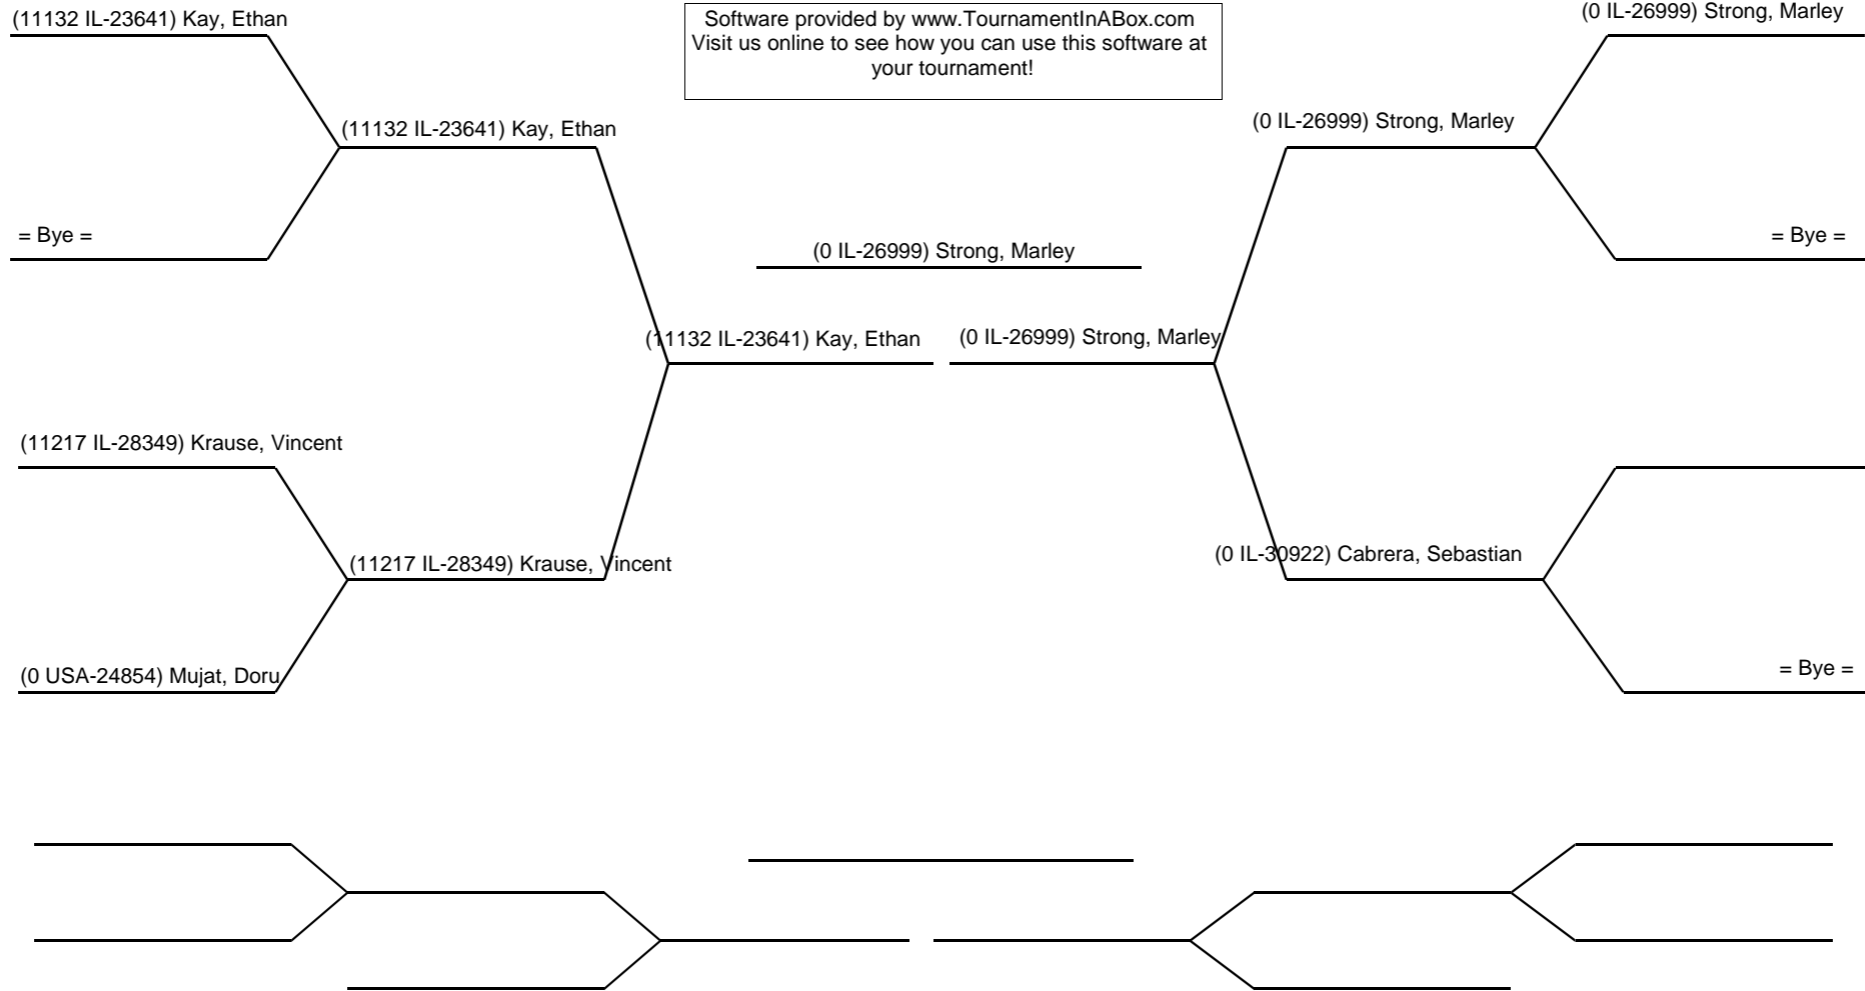 (11132 IL-23641) Kay, Ethan
Software provided by www.TournamentInABox.com
Visit us online to see how you can use this software at
your tournament!
(0 IL-26999) Strong, Marley
(11132 IL-23641) Kay, Ethan
(0 IL-26999) Strong, Marley
= Bye =
(0 IL-26999) Strong, Marley
= Bye =
(11132 IL-23641) Kay, Ethan
(0 IL-26999) Strong, Marley
(11217 IL-28349) Krause, Vincent
(11217 IL-28349) Krause, Vincent
(0 IL-30922) Cabrera, Sebastian
(0 USA-24854) Mujat, Doru
= Bye =